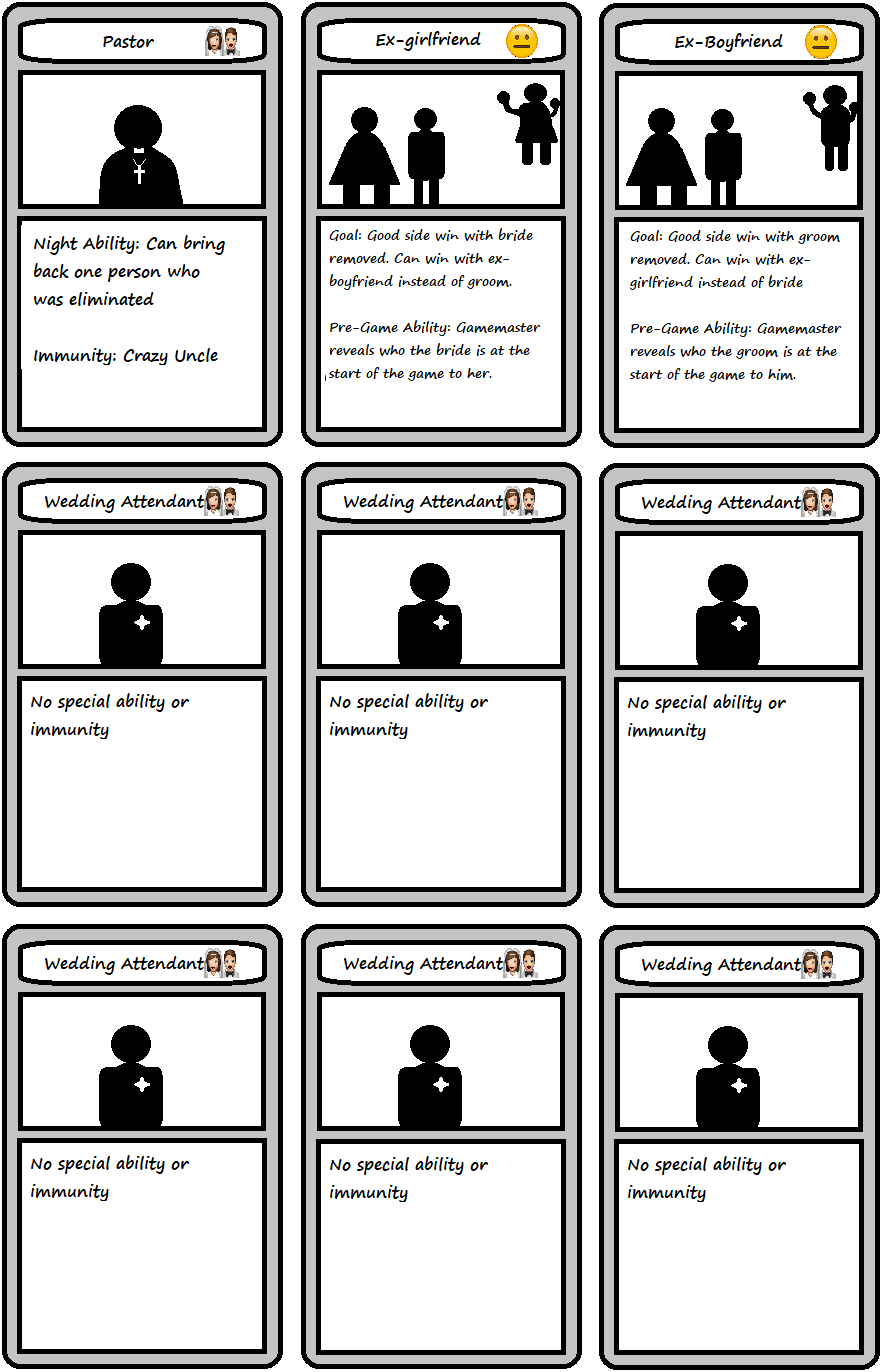 Pastor
Night Ability: Can bring
back one person who
was eliminated
Immunity: Crazy Uncle
Ex-girlfriend
Goal: Good side win with bride
removed. Can win with ex-
boyfriend instead of groom.
Pre-Game Ability: Gamemaster
reveals who the bride is at the
start of the game to her.
Ex-Boyfriend
Goal: Good side win with groom
removed. Can win with ex-
girlfriend instead of bride
Pre-Game Ability: Gamemaster
reveals who the groom is at the
start of the game to him.
Wedding Attendant
No special ability or
immunity
Wedding Attendant
No special ability or
immunity
Wedding Attendant
No special ability or
immunity
Wedding Attendant
No special ability or
immunity
Wedding Attendant
No special ability or
immunity
Wedding Attendant
No special ability or
immunity